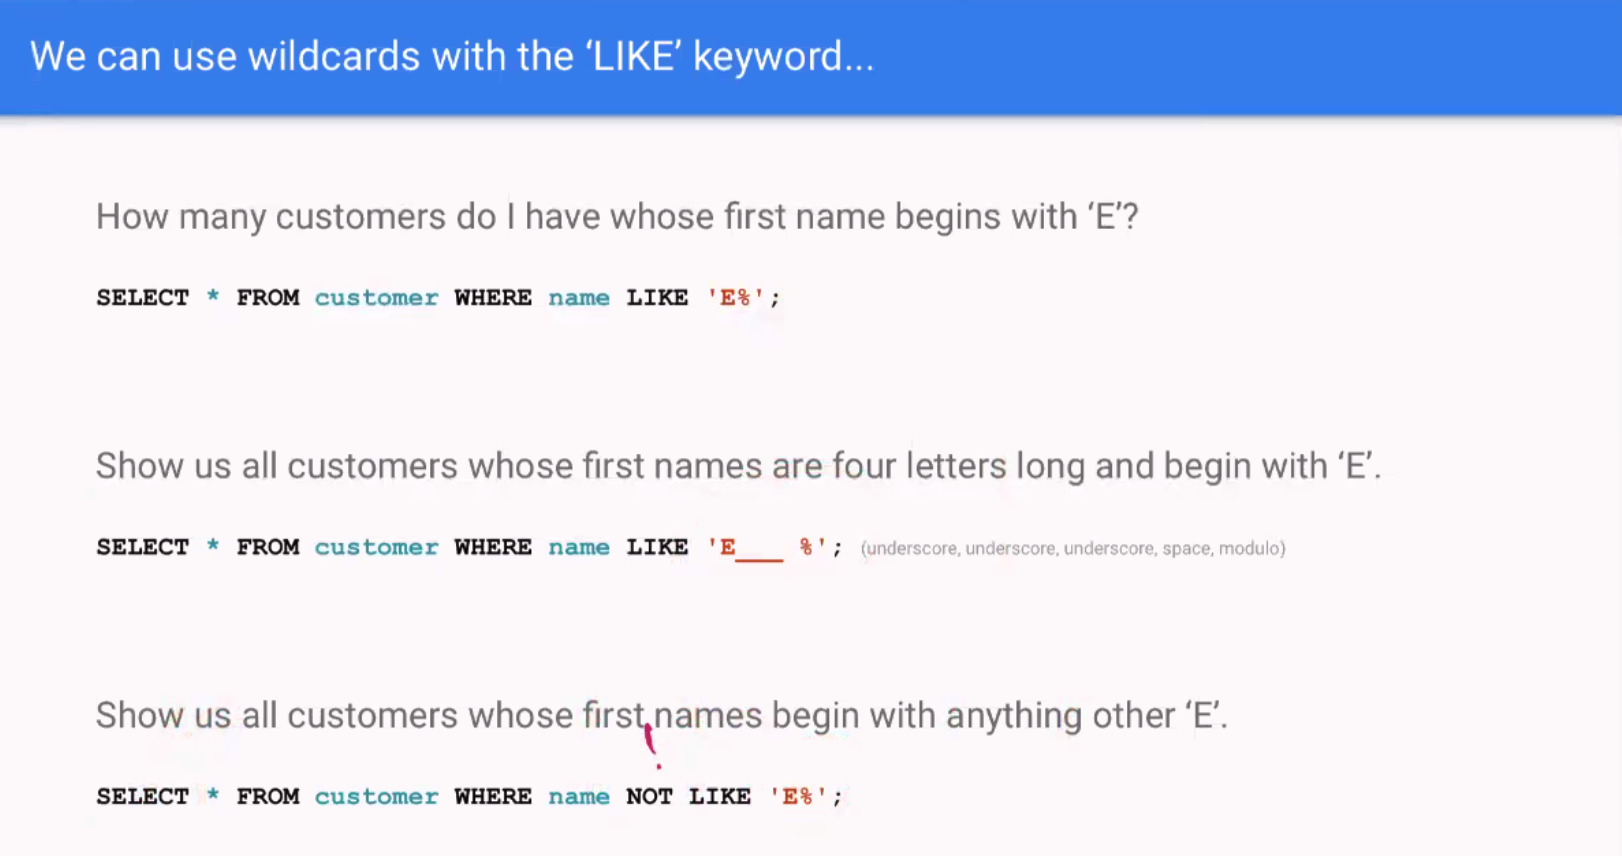 We can use wildcards with the ‘LIKE’ keyword...
How many customers do I have whose first name begins with ‘E’?
SELECT * FROM customer WHERE name LIKE 'E%';
Show us all customers whose first names are four letters long and begin with ‘E’.
SELECT * FROM customer WHERE name LIKE 'E___ %'; (underscore, underscore, underscore, space, modulo)
Show us all customers whose first names begin with anything other ‘E’.
SELECT * FROM customer WHERE name NOT LIKE 'E%';